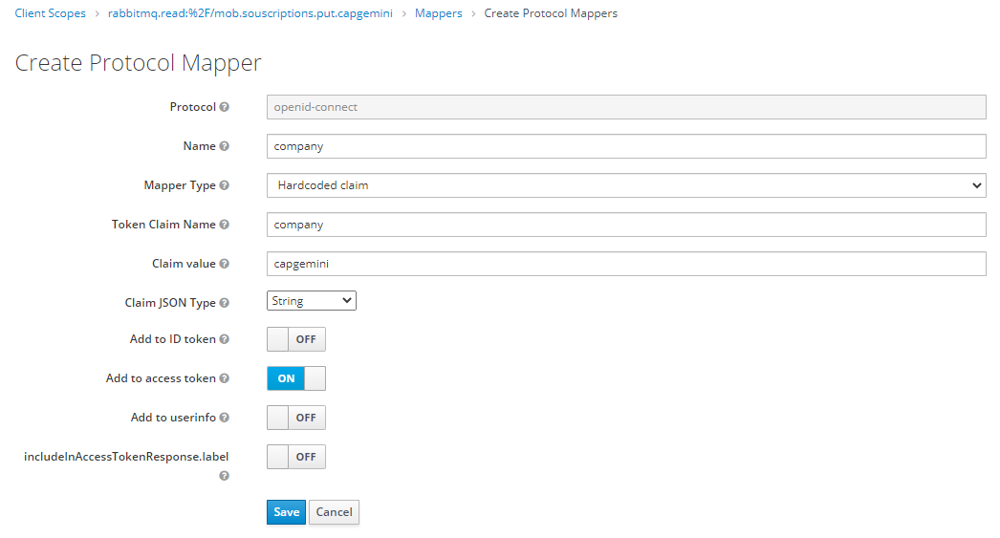 Client Scopes > rabbitmq.read:%2F/mob.souscriptions.put.capgemini > Mappers > Create Protocol Mappers
Create Protocol Mapper
Protocol openid-connect
Name company
Mapper Type Hardcoded claim
Token Claim Name company
Claim value capgemini
Claim JSON Type String
Add to ID token OFF
Add to access token ON
Add to userinfo OFF
includeInAccessTokenResponse.label OFF
Save Cancel